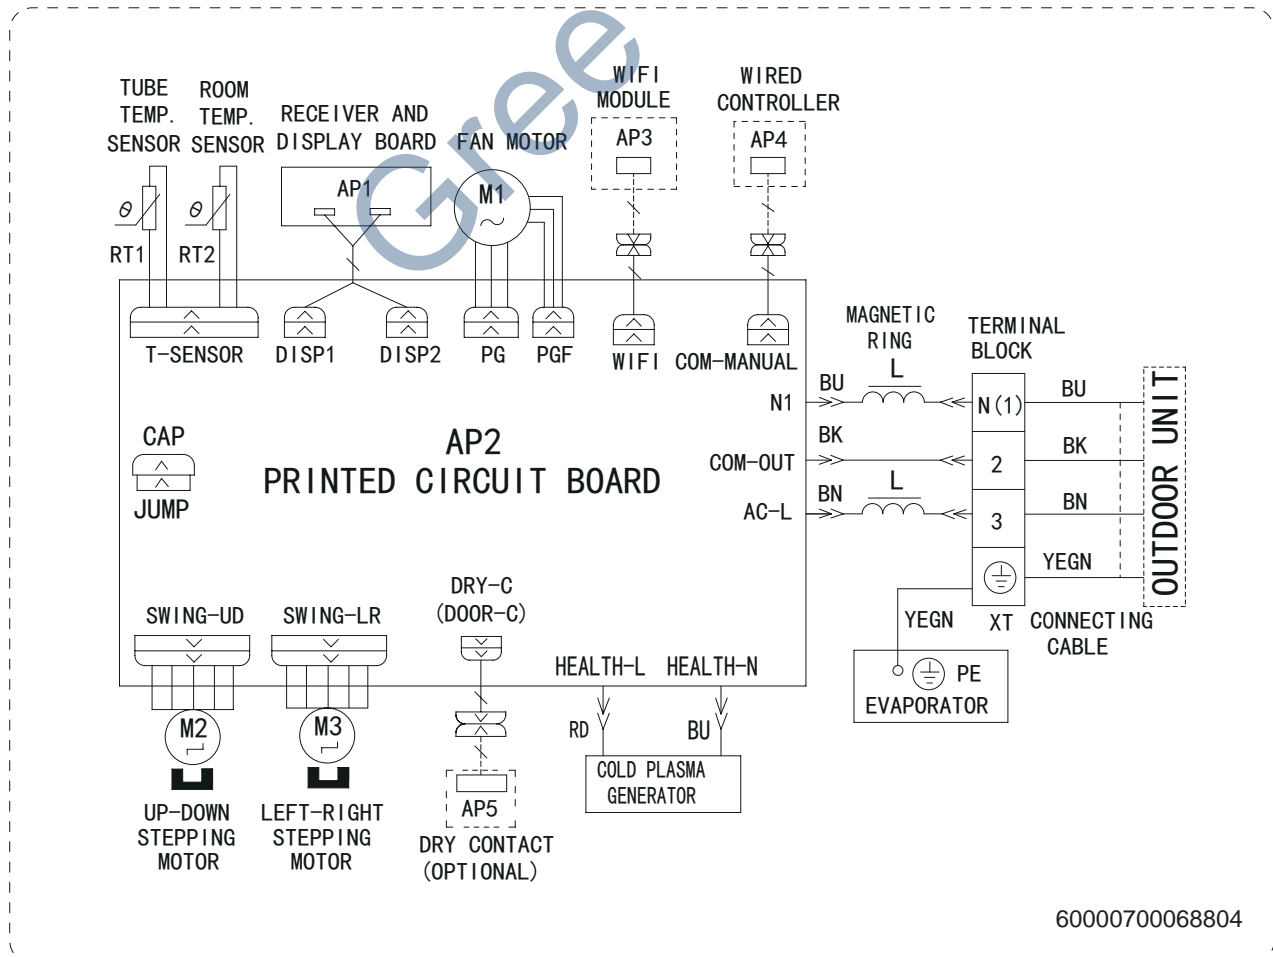 Gree
TUBE
TEMP.
SENSOR
ROOM
TEMP.
SENSOR
RECEIVER AND
DISPLAY BOARD
FAN MOTOR
WIFI
MODULE
WIRED
CONTROLLER
AP1
M1
AP3
AP4
θ
θ
RT1
RT2
T-SENSOR
DISP1
DISP2
PG
PGF
WIFI
COM-MANUAL
MAGNETIC
RING
TERMINAL
BLOCK
N1
BU
L
N(1)
BU
COM-OUT
BK
2
BK
AC-L
BN
L
3
BN
YEGN
OUTDOOR UNIT
CAP
JUMP
AP2
PRINTED CIRCUIT BOARD
YEGN
XT
CONNECTING
CABLE
PE
EVAPORATOR
SWING-UD
SWING-LR
DRY-C
(DOOR-C)
HEALTH-L
HEALTH-N
M2
M3
RD
BU
COLD PLASMA
GENERATOR
AP5
UP-DOWN
STEPPING
MOTOR
LEFT-RIGHT
STEPPING
MOTOR
DRY CONTACT
(OPTIONAL)
60000700068804